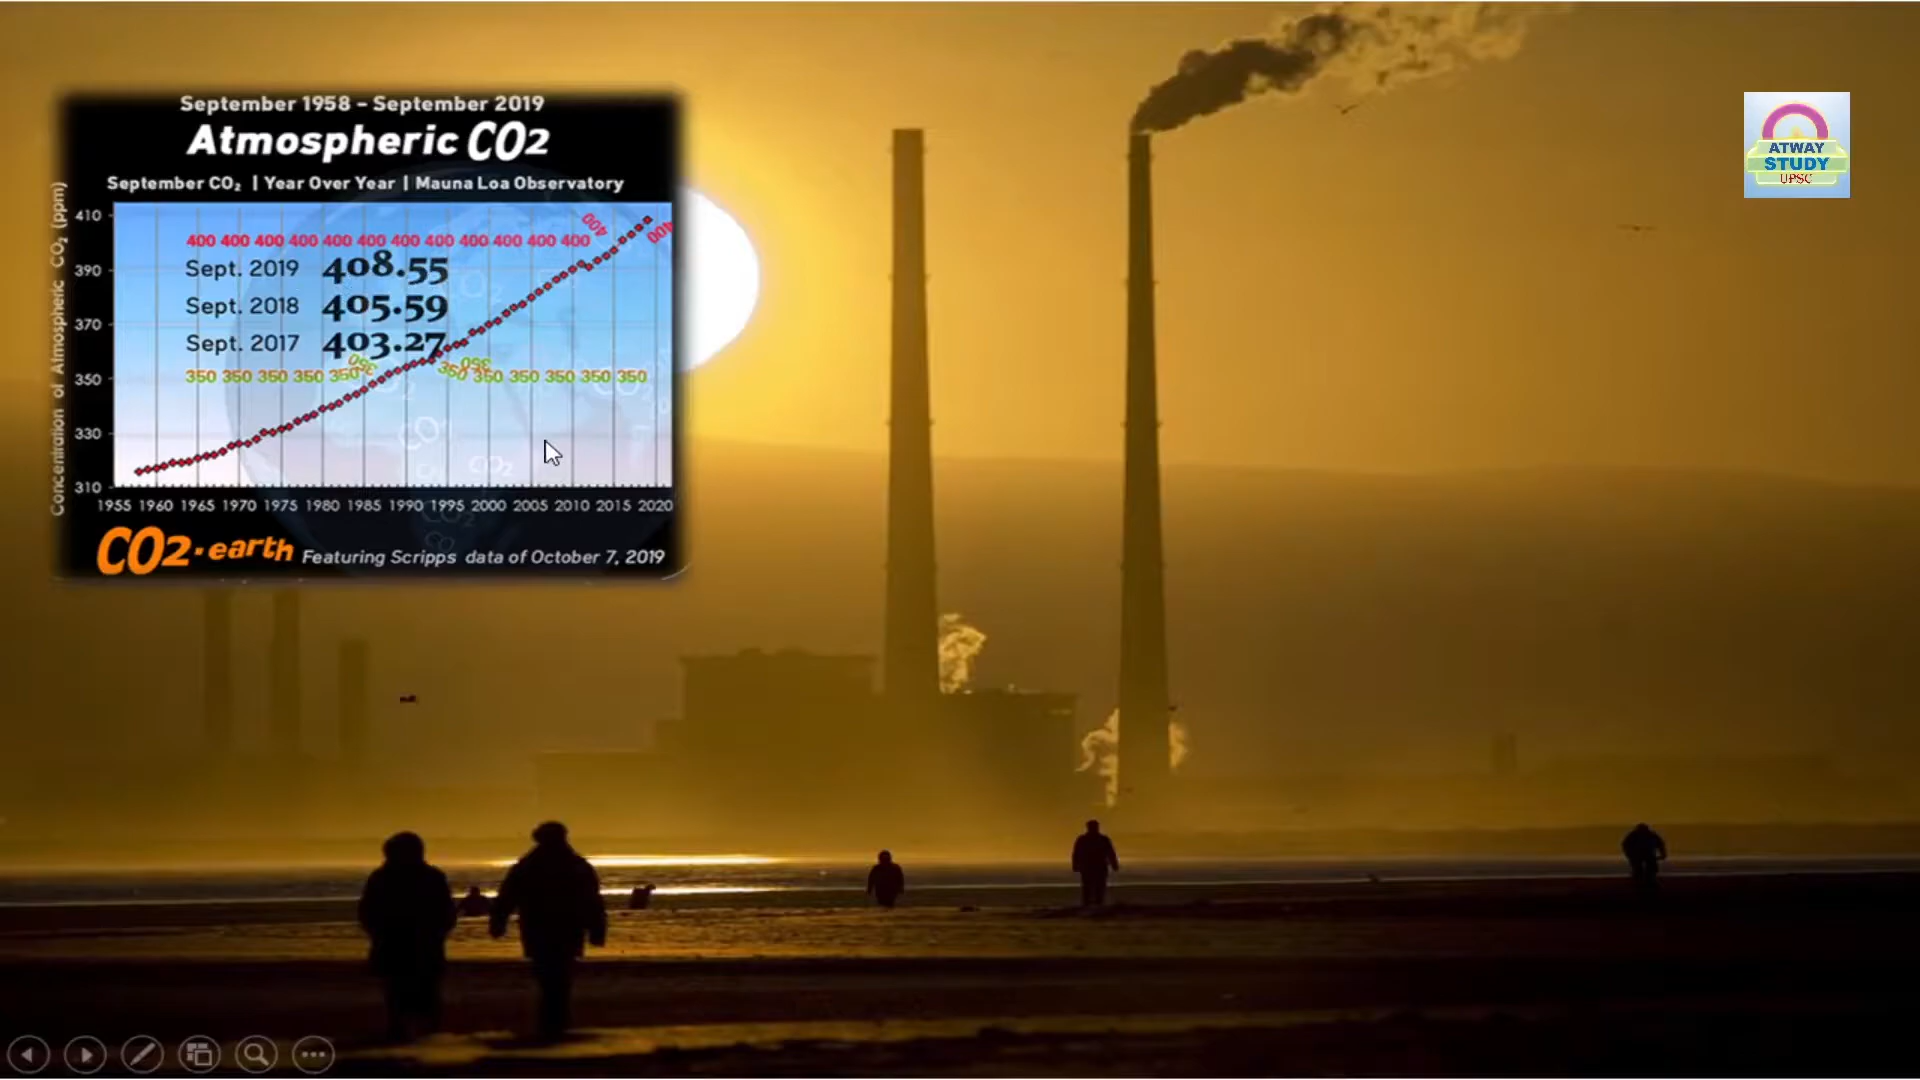 September 1958 – September 2019
Atmospheric CO2
September CO₂ | Year Over Year | Mauna Loa Observatory
Concentration of Atmospheric CO₂ (ppm)
410
390
370
350
330
310
400 400 400 400 400 400 400 400 400 400 400 400 400 400
Sept. 2019 408.55
Sept. 2018 405.59
Sept. 2017 403.27
350 350 350 350 350 350 350 350 350 350 350 350 350
1955 1960 1965 1970 1975 1980 1985 1990 1995 2000 2005 2010 2015 2020
CO2.earth Featuring Scripps data of October 7, 2019
ATWAY
STUDY
UPSC